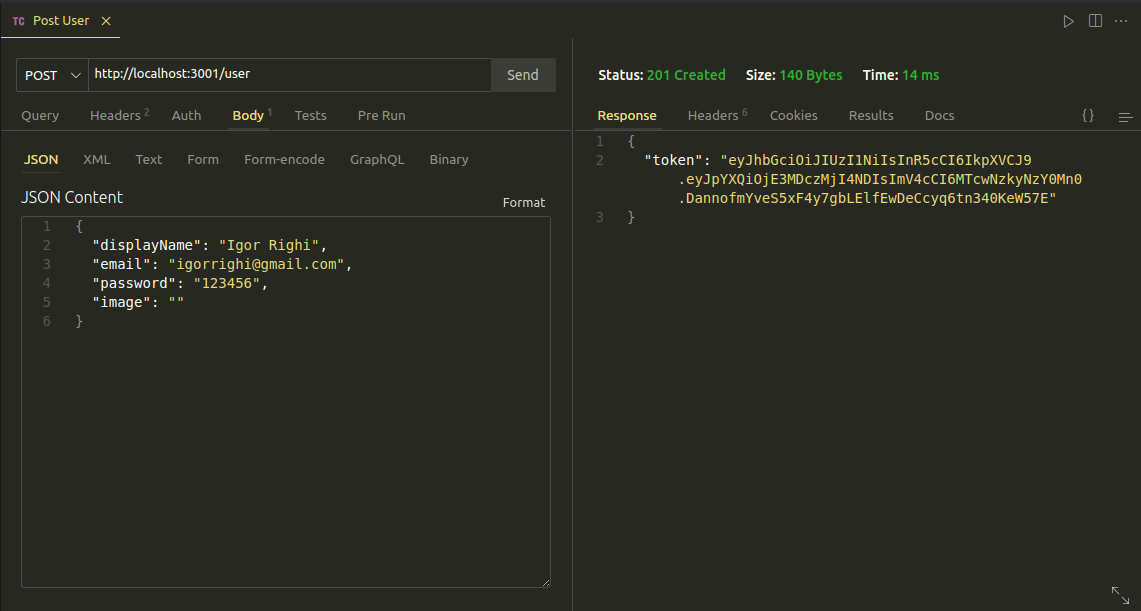 TC Post User
POST http://localhost:3001/user Send
Query Headers 2 Auth Body 1 Tests Pre Run
JSON XML Text Form Form-encode GraphQL Binary
JSON Content
Format
1 {
2 "displayName": "Igor Righi",
3 "email": "igorrighi@gmail.com",
4 "password": "123456",
5 "image": ""
6 }
Status: 201 Created Size: 140 Bytes Time: 14 ms
Response Headers 6 Cookies Results Docs {}
1 {
2 "token": "eyJhbGciOiJIUzI1NiIsInR5cCI6IkpXVCJ9
.eyJpYXQiOjE3MDczMjI4NDIsImV4cCI6MTcwNzkyNzY0Mn0
.DannofmYveS5xF4y7gbLElfEwDeCcyq6tn340KeW57E"
3 }